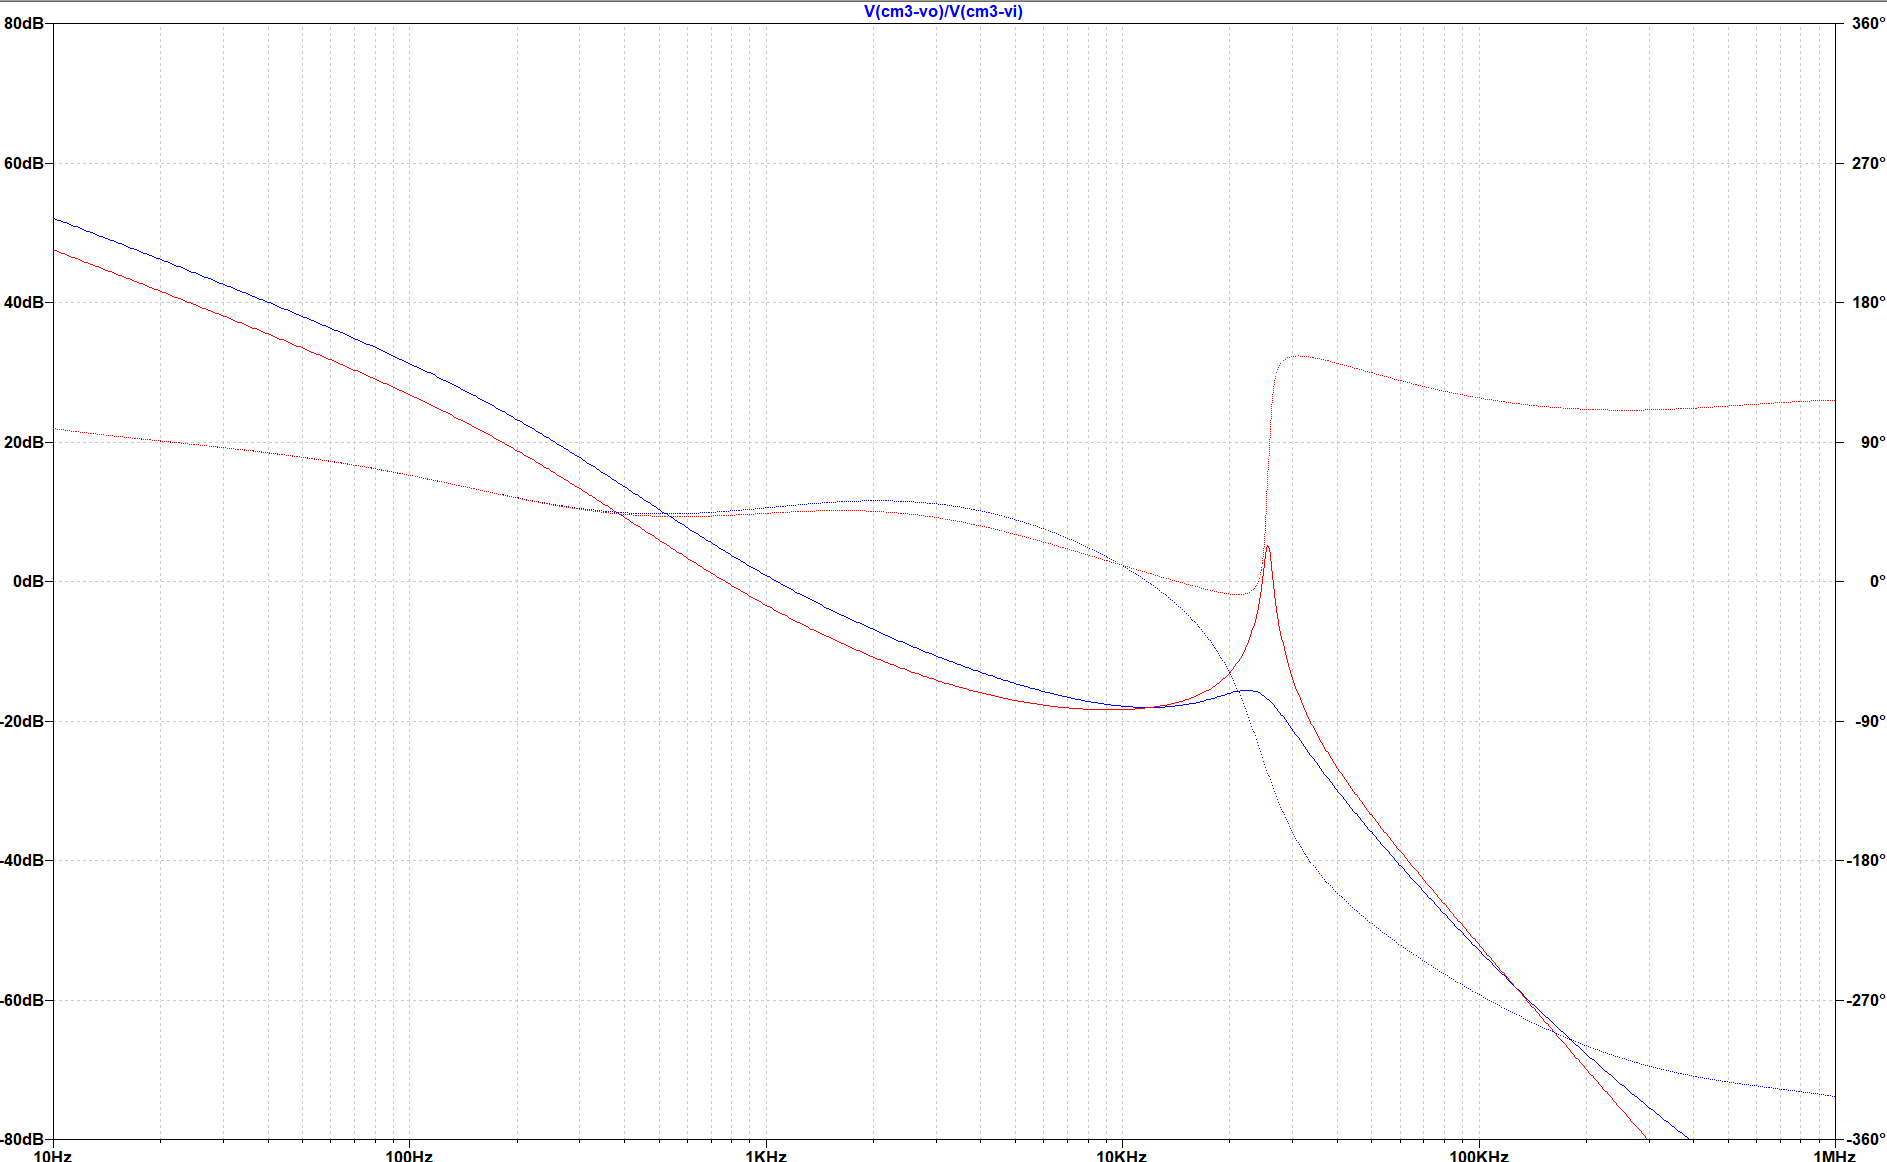 V(cm3-vo)/V(cm3-vi)
80dB
60dB
40dB
20dB
0dB
-20dB
-40dB
-60dB
-80dB
360°
270°
180°
90°
0°
-90°
-180°
-270°
-360°
10Hz 100Hz 1KHz 10KHz 100KHz 1MHz